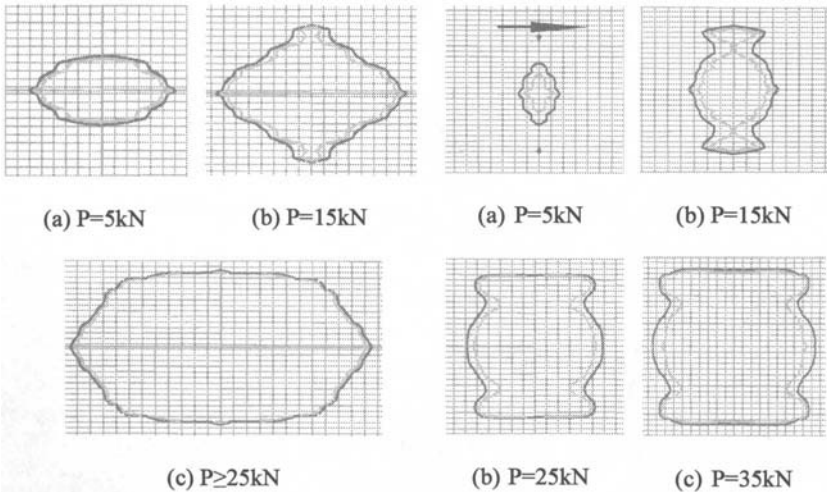 (a) P=5kN
(b) P=15kN
(a) P=5kN
(b) P=15kN
(c) P≥25kN
(b) P=25kN
(c) P=35kN